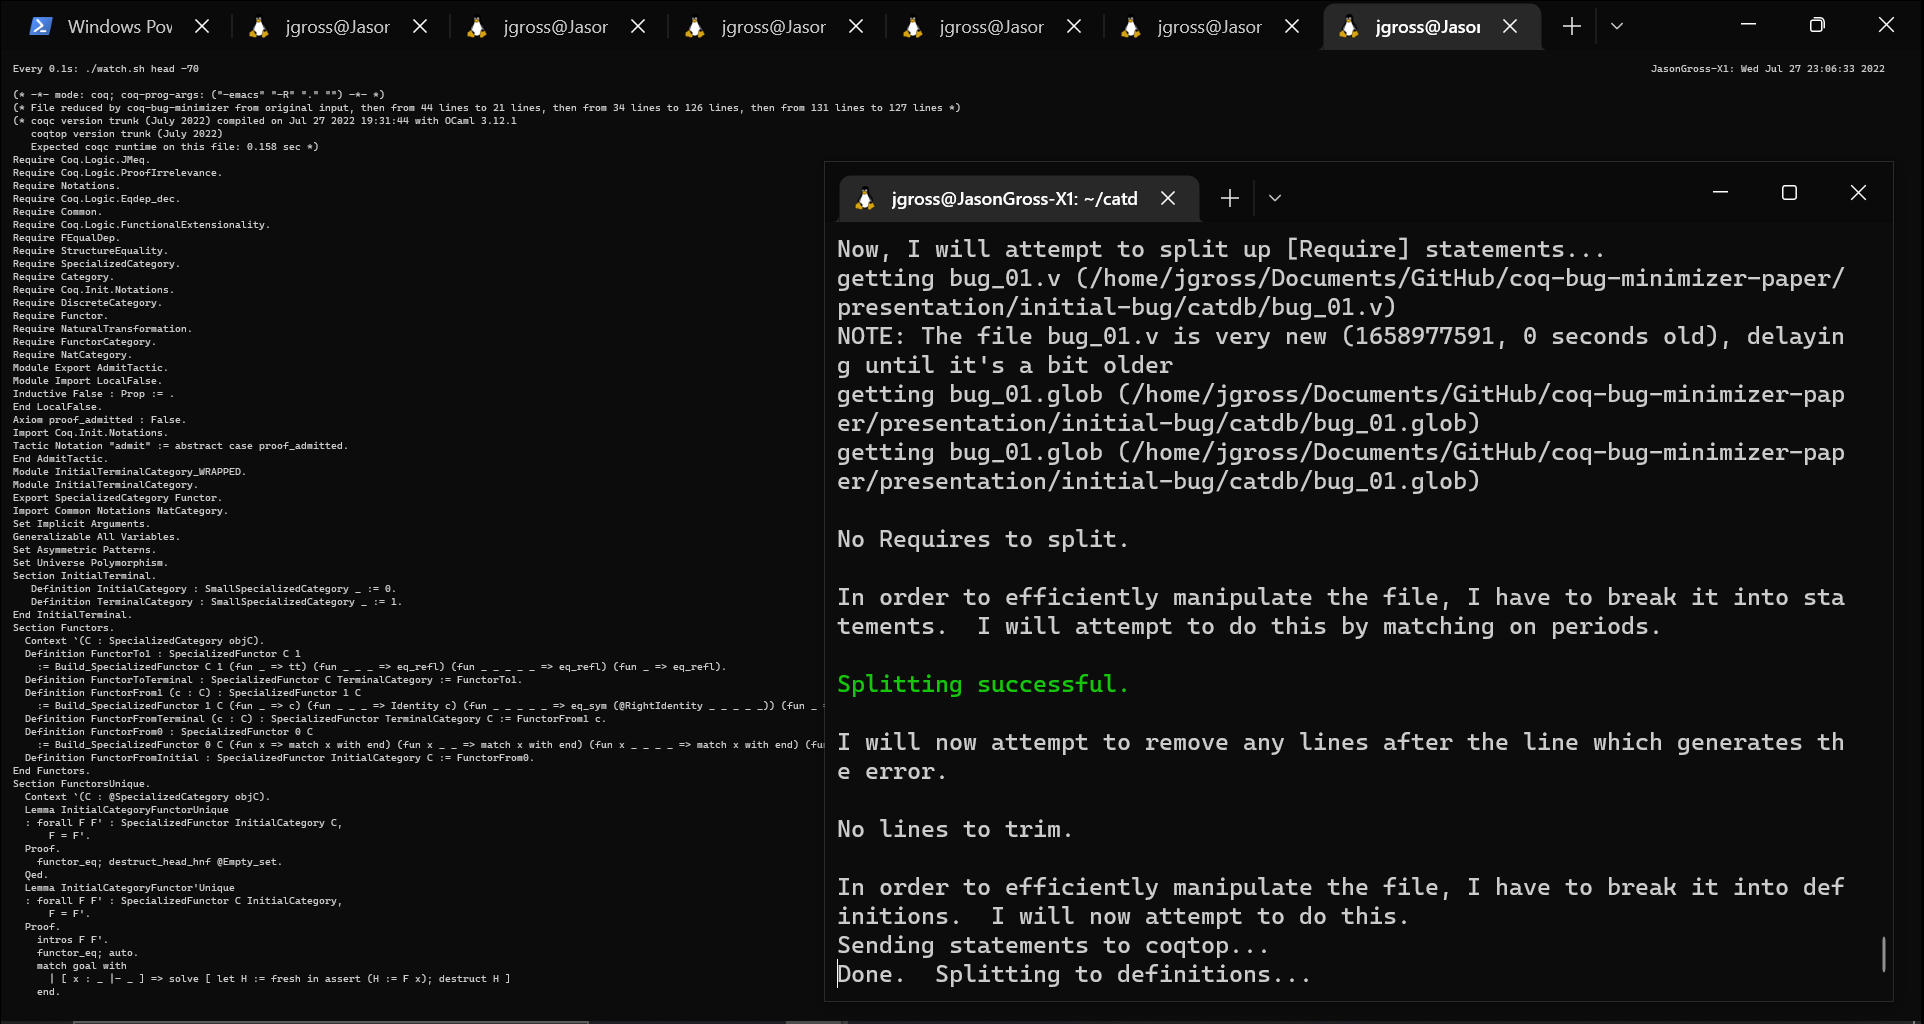 Windows Pov
jgross@Jasor
jgross@Jasor
jgross@Jasor
jgross@Jasor
jgross@Jasor
jgross@Jasor
Every 0.1s: ./watch.sh head -70
JasonGross-X1: Wed Jul 27 23:06:33 2022
(* -*- mode: coq; coq-prog-args: ("-emacs" "-R" "." "") -*- *)
(* File reduced by coq-bug-minimizer from original input, then from 44 lines to 21 lines, then from 34 lines to 126 lines, then from 131 lines to 127 lines *)
(* coqc version trunk (July 2022) compiled on Jul 27 2022 19:31:44 with OCaml 3.12.1
   coqtop version trunk (July 2022)
   Expected coqc runtime on this file: 0.158 sec *)
Require Coq.Logic.JMeq.
Require Coq.Logic.ProofIrrelevance.
Require Notations.
Require Coq.Logic.Eqdep_dec.
Require Common.
Require Coq.Logic.FunctionalExtensionality.
Require FEqualDep.
Require StructureEquality.
Require SpecializedCategory.
Require Category.
Require Coq.Init.Notations.
Require DiscreteCategory.
Require Functor.
Require NaturalTransformation.
Require FunctorCategory.
Require NatCategory.
Module Export AdmitTactic.
Module Import LocalFalse.
Inductive False : Prop := .
End LocalFalse.
Axiom proof_admitted : False.
Import Coq.Init.Notations.
Tactic Notation "admit" := abstract case proof_admitted.
End AdmitTactic.
Module InitialTerminalCategory_WRAPPED.
Module InitialTerminalCategory.
Export SpecializedCategory Functor.
Import Common Notations NatCategory.
Set Implicit Arguments.
Generalizable All Variables.
Set Asymmetric Patterns.
Set Universe Polymorphism.
Section InitialTerminal.
   Definition InitialCategory : SmallSpecializedCategory _ := 0.
   Definition TerminalCategory : SmallSpecializedCategory _ := 1.
End InitialTerminal.
Section Functors.
  Context `(C : SpecializedCategory objC).
  Definition FunctorTo1 : SpecializedFunctor C 1
    := Build_SpecializedFunctor C 1 (fun _ => tt) (fun _ _ _ => eq_refl) (fun _ _ _ _ _ => eq_refl) (fun _ => eq_refl).
  Definition FunctorToTerminal : SpecializedFunctor C TerminalCategory := FunctorTo1.
  Definition FunctorFrom1 (c : C) : SpecializedFunctor 1 C
    := Build_SpecializedFunctor 1 C (fun _ => c) (fun _ _ _ => Identity c) (fun _ _ _ _ _ => eq_sym (@RightIdentity _ _ _ _ _)) (fun _ =
  Definition FunctorFromTerminal (c : C) : SpecializedFunctor TerminalCategory C := FunctorFrom1 c.
  Definition FunctorFrom0 : SpecializedFunctor 0 C
    := Build_SpecializedFunctor 0 C (fun x => match x with end) (fun x _ _ => match x with end) (fun x _ _ _ _ => match x with end) (fu
  Definition FunctorFromInitial : SpecializedFunctor InitialCategory C := FunctorFrom0.
End Functors.
Section FunctorsUnique.
  Context `(C : @SpecializedCategory objC).
  Lemma InitialCategoryFunctorUnique
  : forall F F' : SpecializedFunctor InitialCategory C,
      F = F'.
  Proof.
    functor_eq; destruct_head_hnf @Empty_set.
  Qed.
  Lemma InitialCategoryFunctor'Unique
  : forall F F' : SpecializedFunctor C InitialCategory,
      F = F'.
  Proof.
    intros F F'.
    functor_eq; auto.
    match goal with
      | [ x : _ |- _ ] => solve [ let H := fresh in assert (H := F x); destruct H ]
    end.
jgross@JasonGross-X1: ~/catd
Now, I will attempt to split up [Require] statements...
getting bug_01.v (/home/jgross/Documents/GitHub/coq-bug-minimizer-paper/
presentation/initial-bug/catdb/bug_01.v)
NOTE: The file bug_01.v is very new (1658977591, 0 seconds old), delayin
g until it's a bit older
getting bug_01.glob (/home/jgross/Documents/GitHub/coq-bug-minimizer-pap
er/presentation/initial-bug/catdb/bug_01.glob)
getting bug_01.glob (/home/jgross/Documents/GitHub/coq-bug-minimizer-pap
er/presentation/initial-bug/catdb/bug_01.glob)
No Requires to split.
In order to efficiently manipulate the file, I have to break it into sta
tements.  I will attempt to do this by matching on periods.
Splitting successful.
I will now attempt to remove any lines after the line which generates th
e error.
No lines to trim.
In order to efficiently manipulate the file, I have to break it into def
initions.  I will now attempt to do this.
Sending statements to coqtop...
Done.  Splitting to definitions...